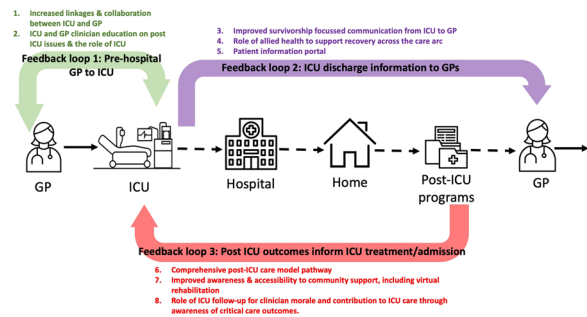 1. Increased linkages & collaboration
between ICU and GP
2. ICU and GP clinician education on post
ICU issues & the role of ICU
Feedback loop 1: Pre-hospital
GP to ICU
3. Improved survivorship focussed communication from ICU to GP
4. Role of allied health to support recovery across the care arc
5. Patient information portal
Feedback loop 2: ICU discharge information to GPs
GP
ICU
Hospital
Home
Post-ICU
programs
GP
Feedback loop 3: Post ICU outcomes inform ICU treatment/admission
6. Comprehensive post-ICU care model pathway
7. Improved awareness & accessibility to community support, including virtual
rehabilitation
8. Role of ICU follow-up for clinician morale and contribution to ICU care through
awareness of critical care outcomes.